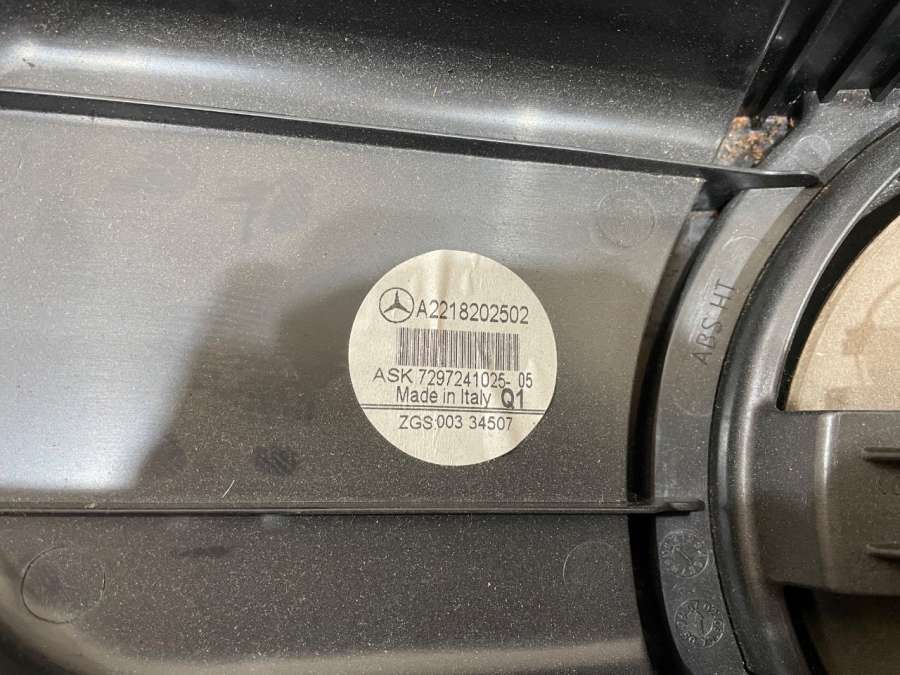 A2218202502
ASK 7297241025- 05
Made in Italy Q1
ZGS:003 34507
ABS HT